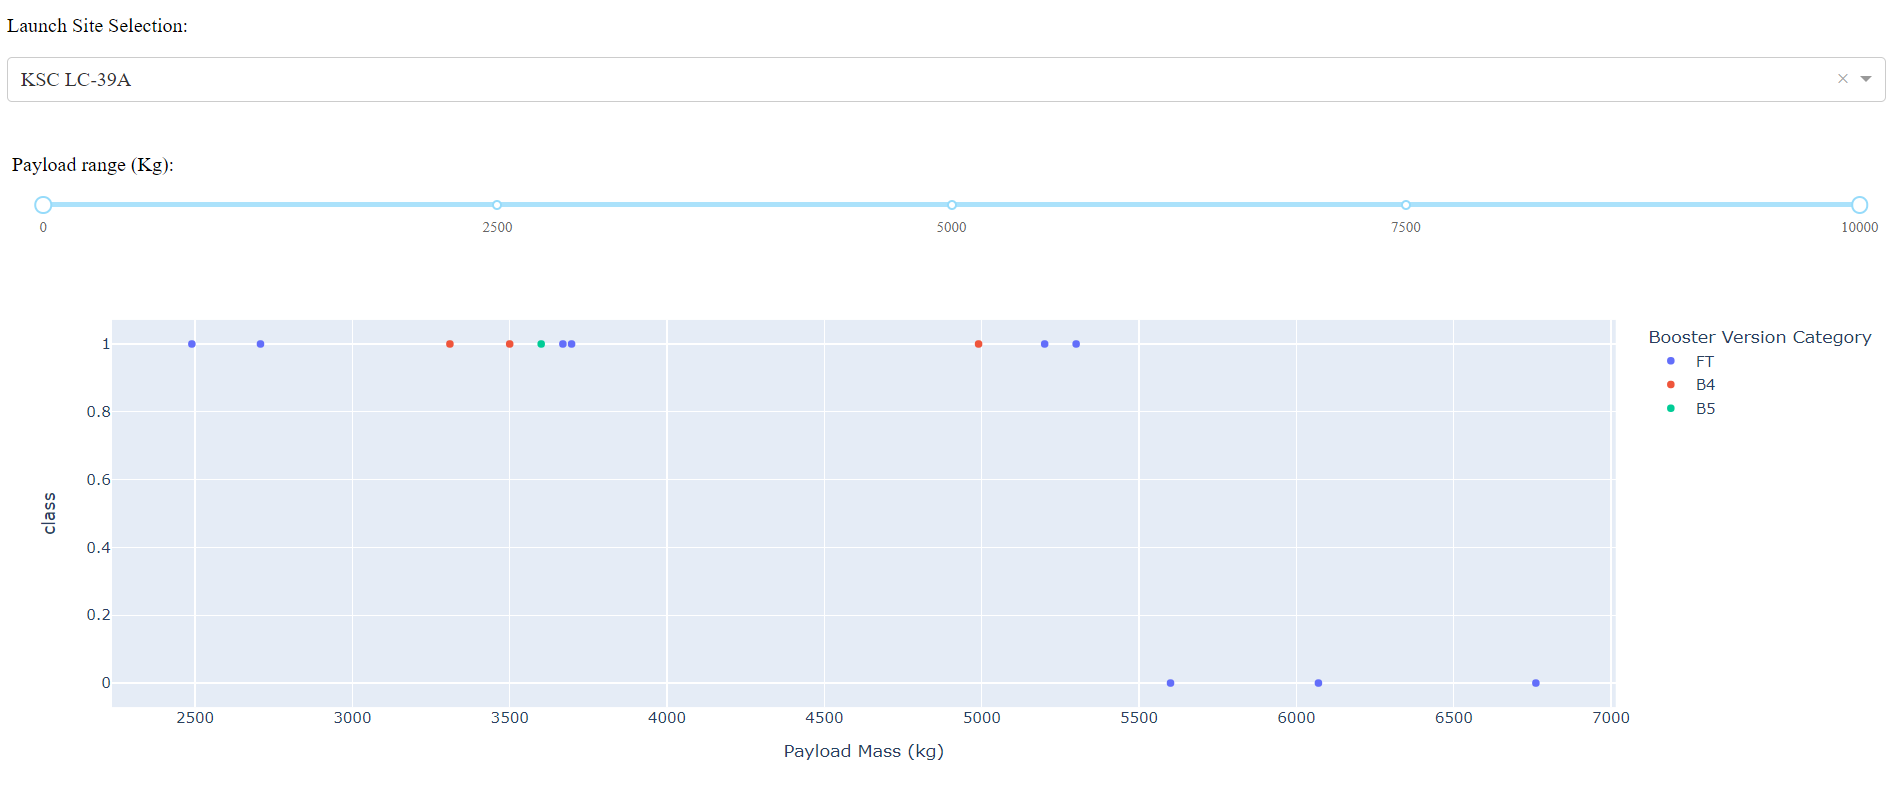 Launch Site Selection:
KSC LC-39A
×
Payload range (Kg):
0 2500 5000 7500 10000
Booster Version Category
FT
B4
B5
class
1
0.8
0.6
0.4
0.2
0
2500 3000 3500 4000 4500 5000 5500 6000 6500 7000
Payload Mass (kg)